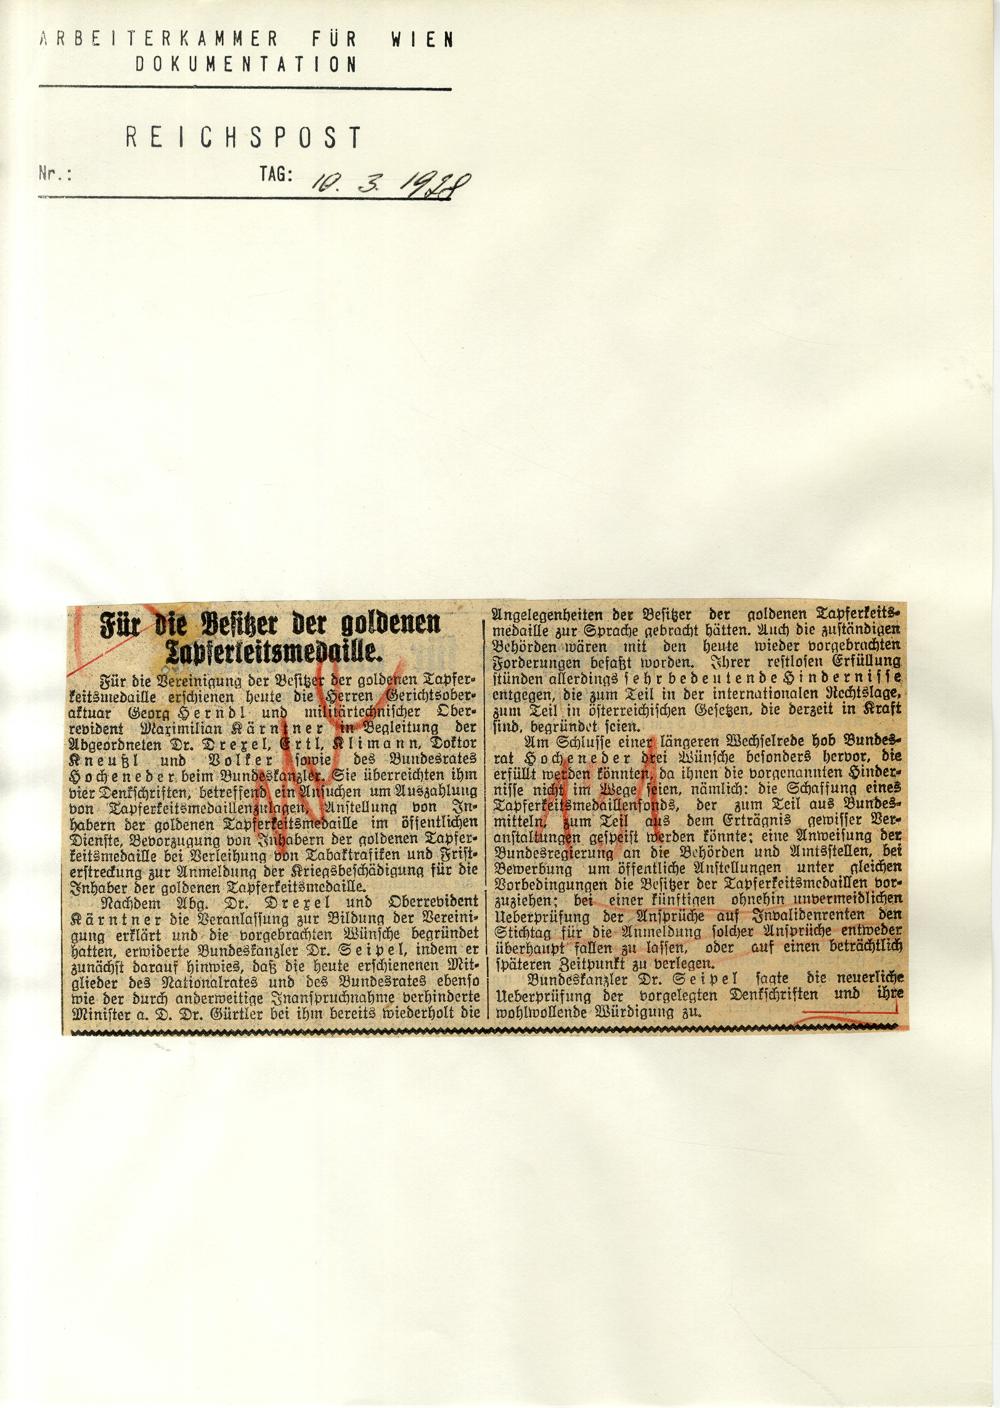 ARBEITERKAMMER FÜR WIEN
DOKUMENTATION
REICHSPOST
Nr.: TAG: 10. 3. 1928
Für die Besitzer der goldenen
Tapferkeitsmedaille.
Für die Vereinigung der Besitzer der goldenen Tapfer-
keitsmedaille erschienen heute die Herren Gerichtsober-
aktuar Georg Herndl und militärtechnischer Ober-
revident Maximilian Kärntner in Begleitung der
Abgeordneten Dr. Drexel, Ertl, Klimann, Doktor
Kneußl und Volker sowie des Bundesrates
Hocheneder beim Bundeskanzler. Sie überreichten ihm
vier Denkschriften, betreffend ein Ansuchen um Auszahlung
von Tapferkeitsmedaillenzulagen, Anstellung von In-
habern der goldenen Tapferkeitsmedaille im öffentlichen
Dienste, Bevorzugung von Inhabern der goldenen Tapfer-
keitsmedaille bei Verleihung von Tabaktrafiken und Frist-
erstreckung zur Anmeldung der Kriegsbeschädigung für die
Inhaber der goldenen Tapferkeitsmedaille.
Nachdem Abg. Dr. Drexel und Oberrevident
Kärntner die Veranlassung zur Bildung der Vereini-
gung erklärt und die vorgebrachten Wünsche begründet
hatten, erwiderte Bundeskanzler Dr. Seipel, indem er
zunächst darauf hinwies, daß die heute erschienenen Mit-
glieder des Nationalrates und des Bundesrates ebenso
wie der durch anderweitige Inanspruchnahme verhinderte
Minister a. D. Dr. Gürtler bei ihm bereits wiederholt die
Angelegenheiten der Besitzer der goldenen Tapferkeits-
medaille zur Sprache gebracht hätten. Auch die zuständigen
Behörden wären mit den heute wieder vorgebrachten
Forderungen befaßt worden. Ihrer restlosen Erfüllung
stünden allerdings sehr bedeutende Hindernisse
entgegen, die zum Teil in der internationalen Rechtslage,
zum Teil in österreichischen Gesetzen, die derzeit in Kraft
sind, begründet seien.
Am Schlusse einer längeren Wechselrede hob Bundes-
rat Hocheneder drei Wünsche besonders hervor, die
erfüllt werden könnten, da ihnen die vorgenannten Hinder-
nisse nicht im Wege seien, nämlich: die Schaffung eines
Tapferkeitsmedaillenfonds, der zum Teil aus Bundes-
mitteln, zum Teil aus dem Erträgnis gewisser Ver-
anstaltungen gespeist werden könnte; eine Anweisung der
Bundesregierung an die Behörden und Amtsstellen, bei
Bewerbung um öffentliche Anstellungen unter gleichen
Vorbedingungen die Besitzer der Tapferkeitsmedaillen vor-
zuziehen; bei einer künftigen ohnehin unvermeidlichen
Ueberprüfung der Ansprüche auf Invalidenrenten den
Stichtag für die Anmeldung solcher Ansprüche entweder
überhaupt fallen zu lassen, oder auf einen beträchtlich
späteren Zeitpunkt zu verlegen.
Bundeskanzler Dr. Seipel sagte die neuerliche
Ueberprüfung der vorgelegten Denkschriften und ihre
wohlwollende Würdigung zu.